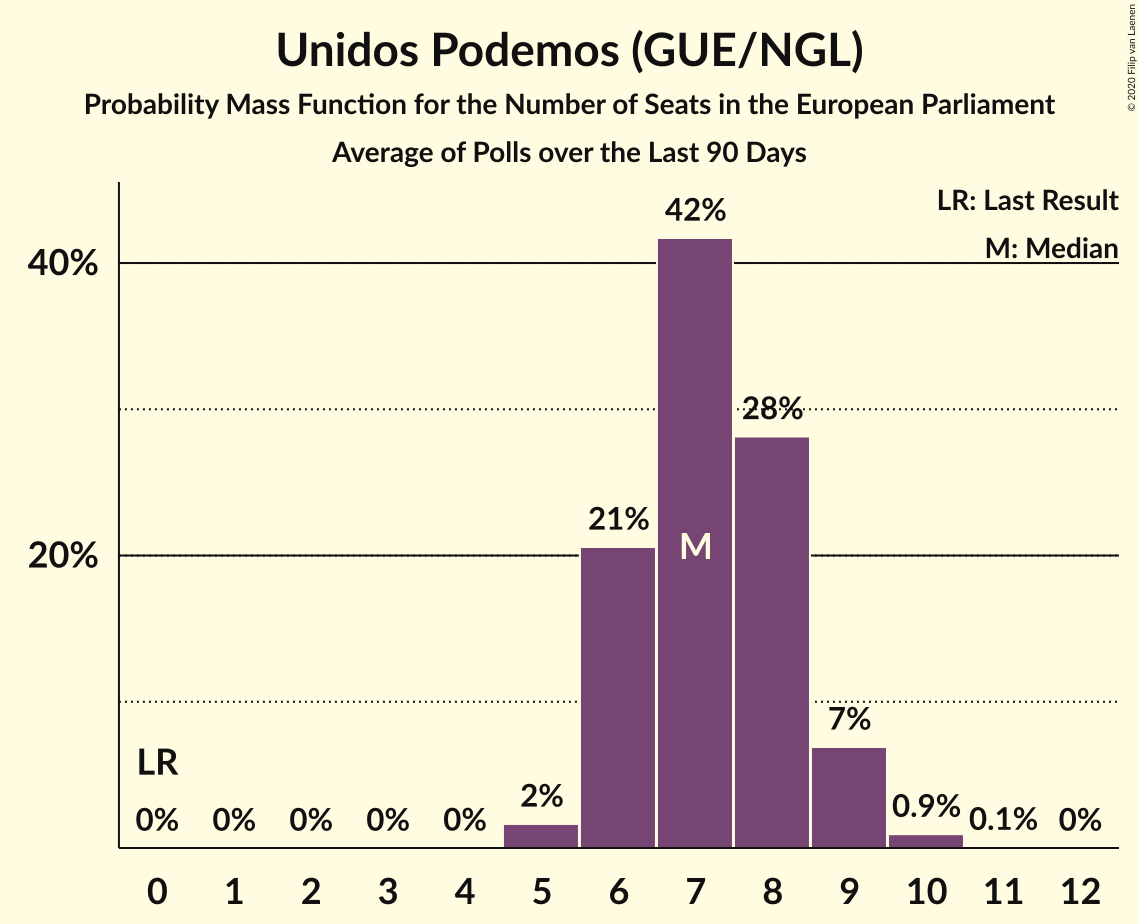 Unidos Podemos (GUE/NGL)
Probability Mass Function for the Number of Seats in the European Parliament
Average of Polls over the Last 90 Days
© 2020 Filip van Laenen
LR: Last Result
M: Median
42%
40%
28%
21%
M
20%
7%
LR
2%
0% 0% 0% 0% 0% 0.9% 0.1% 0%
0 1 2 3 4 5 6 7 8 9 10 11 12